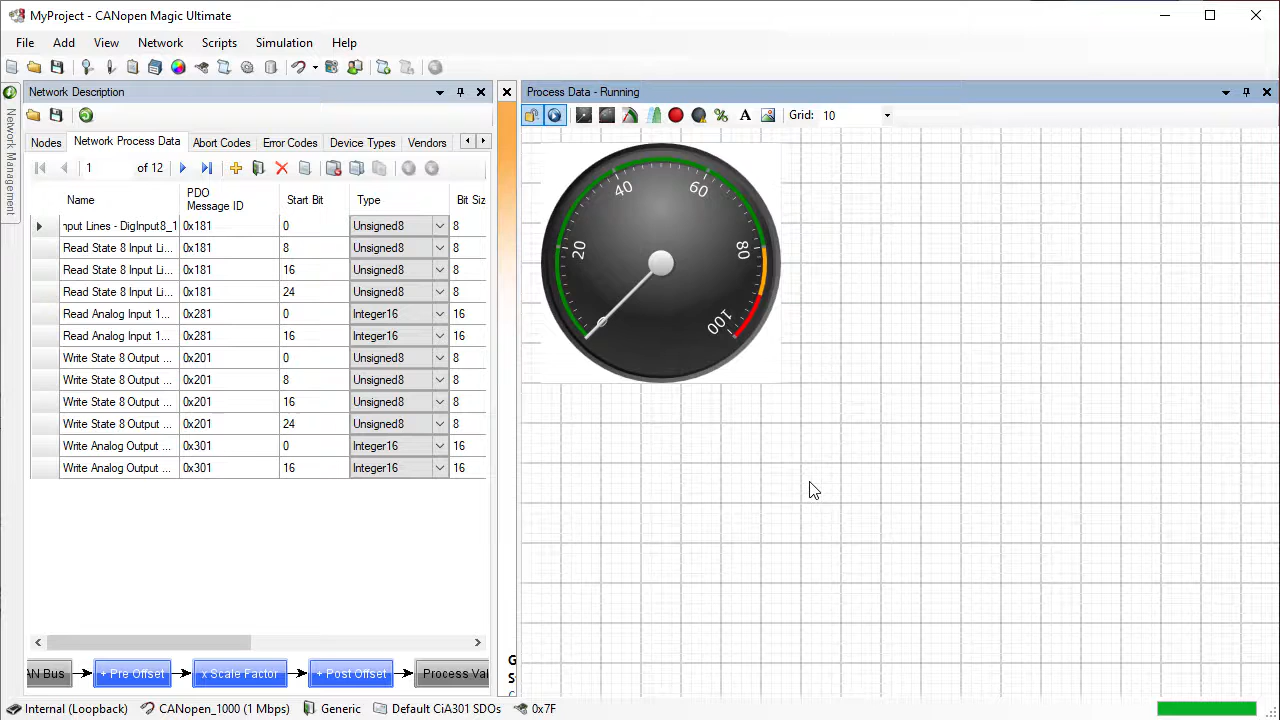 MyProject - CANopen Magic Ultimate
File Add View Network Scripts Simulation Help
Network Description
Process Data - Running
Network Management
Grid: 10
Nodes Network Process Data Abort Codes Error Codes Device Types Vendors
1 of 12
Name PDO Message ID Start Bit Type Bit Siz
nput Lines - DigInput8_1 0x181 0 Unsigned8 8
Read State 8 Input Li... 0x181 8 Unsigned8 8
Read State 8 Input Li... 0x181 16 Unsigned8 8
Read State 8 Input Li... 0x181 24 Unsigned8 8
Read Analog Input 1... 0x281 0 Integer16 16
Read Analog Input 1... 0x281 16 Integer16 16
Write State 8 Output ... 0x201 0 Unsigned8 8
Write State 8 Output ... 0x201 8 Unsigned8 8
Write State 8 Output ... 0x201 16 Unsigned8 8
Write State 8 Output ... 0x201 24 Unsigned8 8
Write Analog Output ... 0x301 0 Integer16 16
Write Analog Output ... 0x301 16 Integer16 16
0 20 40 60 80 100
AN Bus + Pre Offset x Scale Factor + Post Offset Process Val
Internal (Loopback) CANopen_1000 (1 Mbps) Generic Default CiA301 SDOs 0x7F